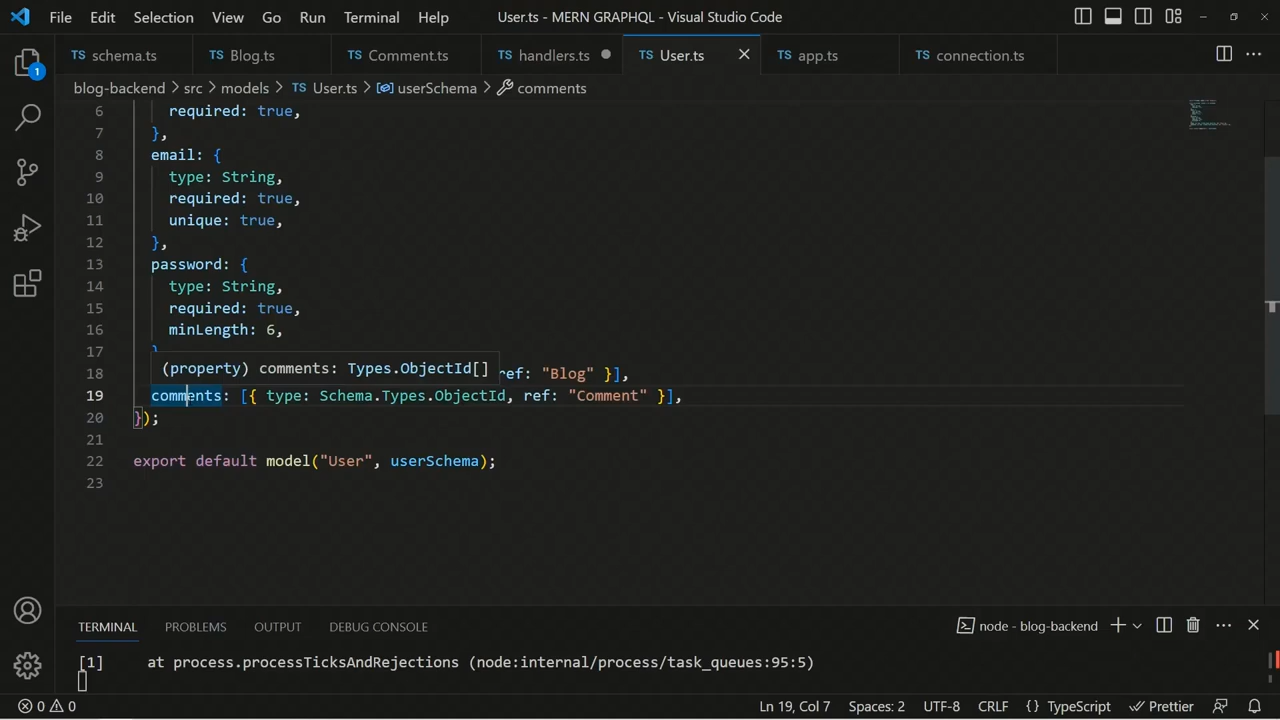 File Edit Selection View Go Run Terminal Help User.ts - MERN GRAPHQL - Visual Studio Code
TS schema.ts TS Blog.ts TS Comment.ts TS handlers.ts TS User.ts TS app.ts TS connection.ts
1
blog-backend > src > models > TS User.ts > userSchema > comments
6 required: true,
7 },
8 email: {
9 type: String,
10 required: true,
11 unique: true,
12 },
13 password: {
14 type: String,
15 required: true,
16 minLength: 6,
17 }
(property) comments: Types.ObjectId[]
18 ref: "Blog" }],
19 comments: [{ type: Schema.Types.ObjectId, ref: "Comment" }],
20 });
21
22 export default model("User", userSchema);
23
TERMINAL PROBLEMS OUTPUT DEBUG CONSOLE node - blog-backend
[1] at process.processTicksAndRejections (node:internal/process/task_queues:95:5)
0 0 Ln 19, Col 7 Spaces: 2 UTF-8 CRLF {} TypeScript Prettier